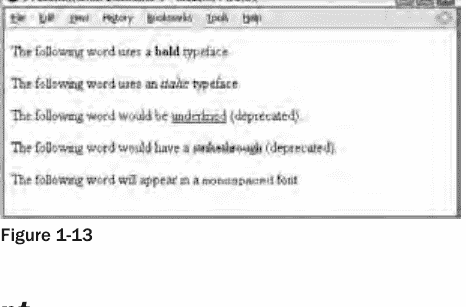 File Edit View History Bookmarks Tools Help
The following word uses a bold typeface
The following word uses an italic typeface
The following word would be underlined (deprecated).
The following word would have a strikethrough (deprecated).
The following word will appear in a monospaced font
Figure 1-13